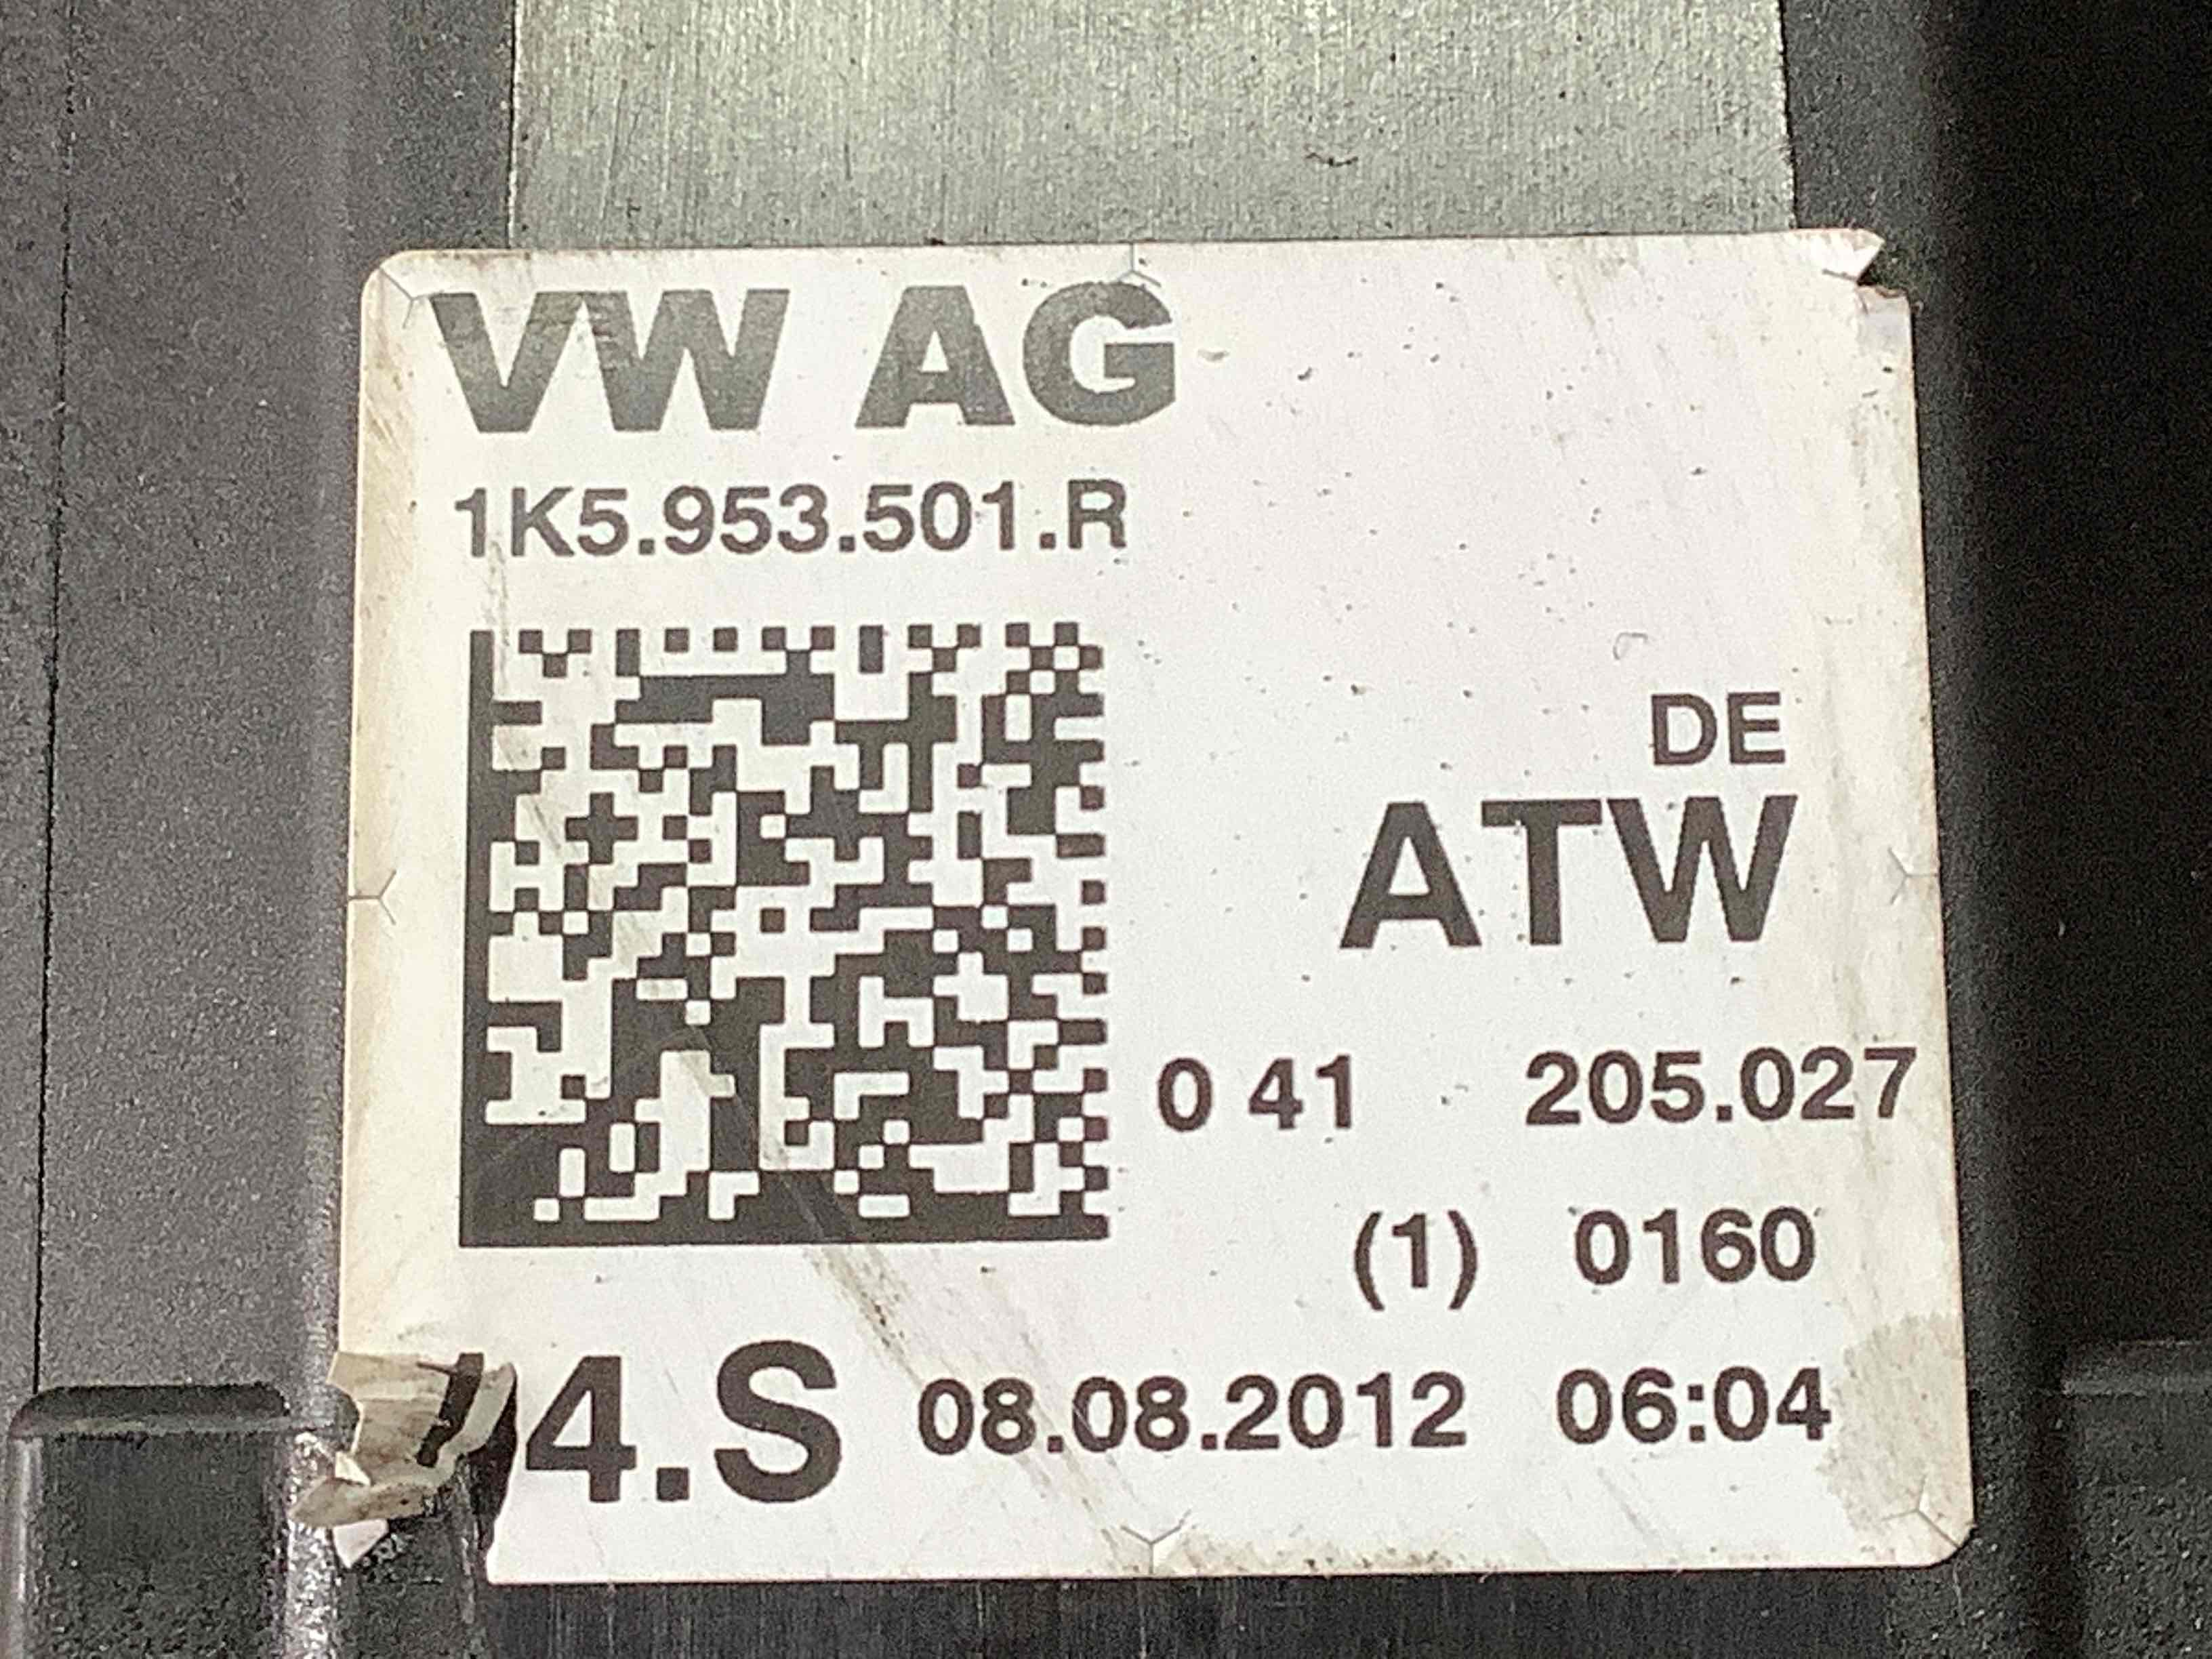 VW AG
1K5.953.501.R
DE
ATW
0 41 205.027
(1) 0160
4.S 08.08.2012 06:04